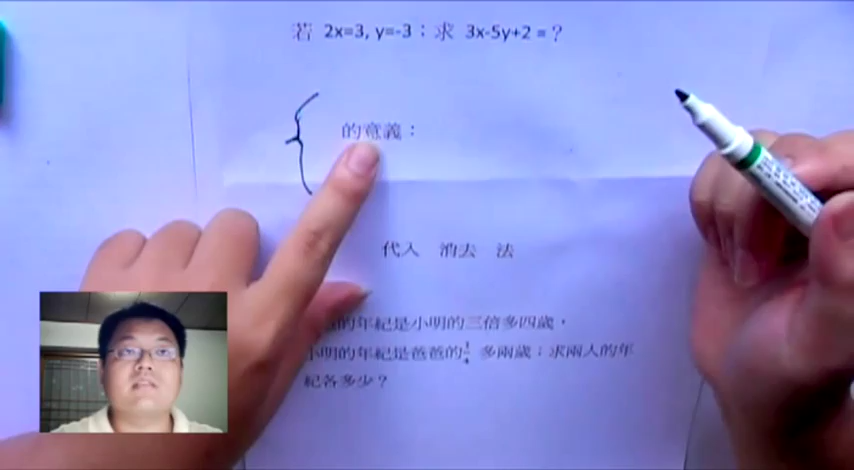 若 2x=3, y=-3；求 3x-5y+2 = ?
的意義：
代入 消去 法
的年紀是小明的三倍多四歲，
小明的年紀是爸爸的 1/4 多兩歲；求兩人的年
紀各多少？